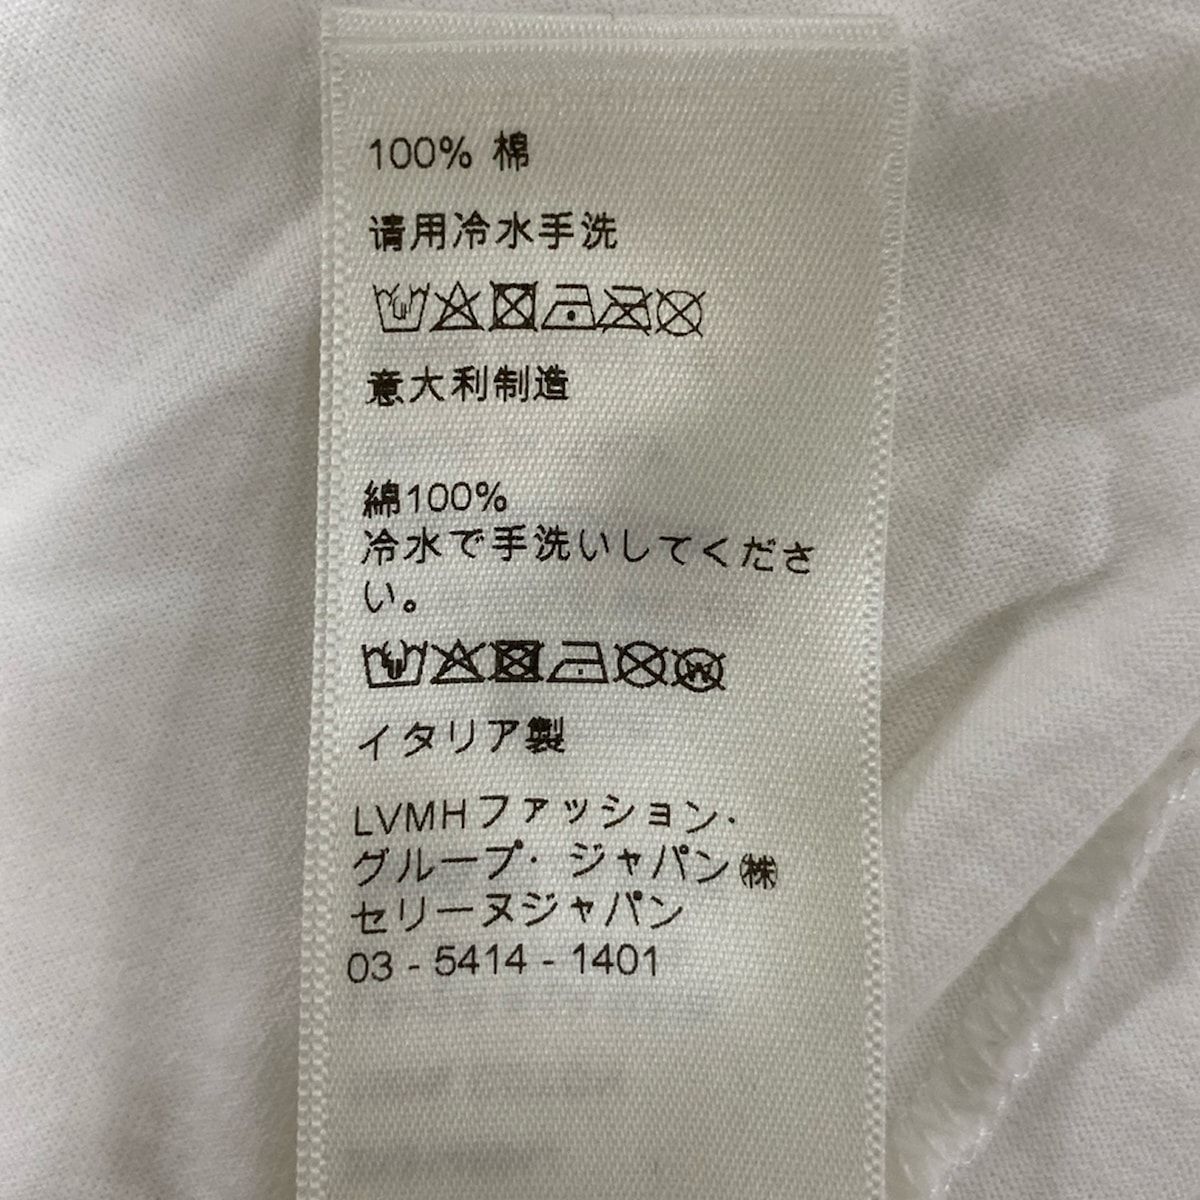 100% 棉
请用冷水手洗
意大利制造
綿100%
冷水で手洗いしてくださ
い。
イタリア製
LVMHファッション・
グループ・ジャパン㈱
セリーヌジャパン
03 - 5414 - 1401